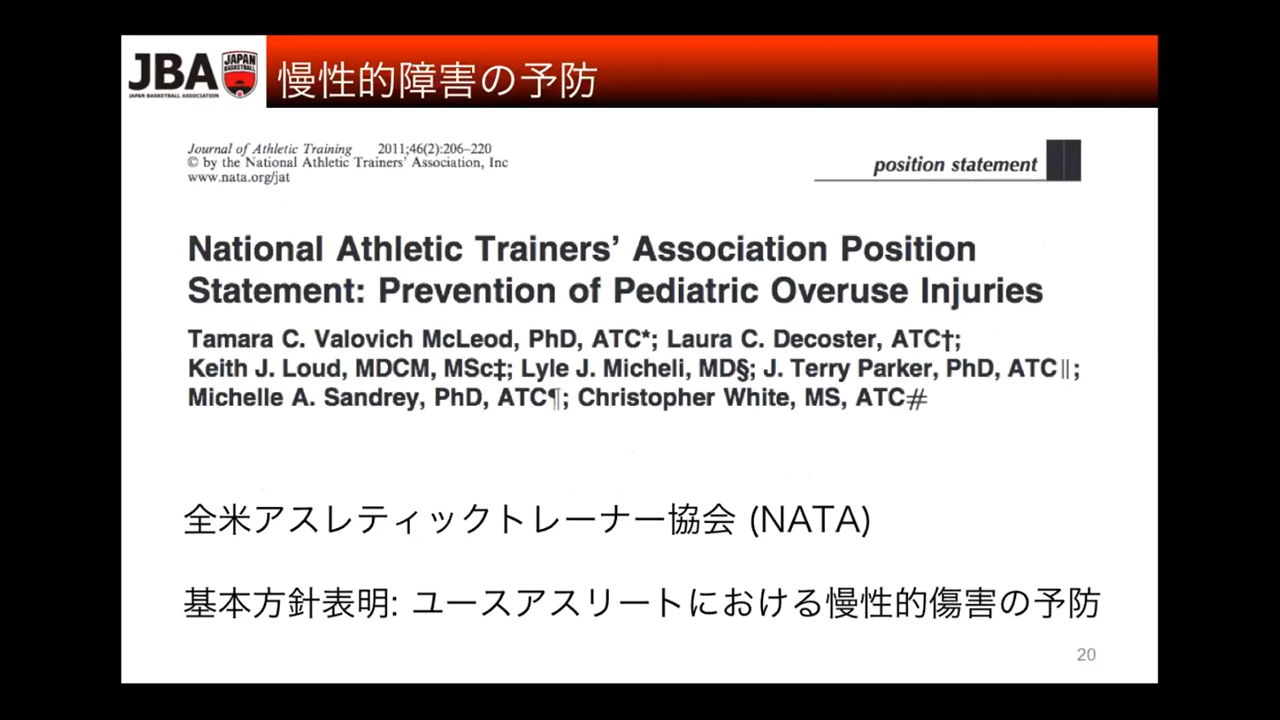 JBA
JAPAN BASKETBALL ASSOCIATION
JAPAN
BASKETBALL
慢性的障害の予防
Journal of Athletic Training 2011;46(2):206–220
© by the National Athletic Trainers' Association, Inc
www.nata.org/jat
position statement
National Athletic Trainers' Association Position
Statement: Prevention of Pediatric Overuse Injuries
Tamara C. Valovich McLeod, PhD, ATC*; Laura C. Decoster, ATC†;
Keith J. Loud, MDCM, MSc‡; Lyle J. Micheli, MD§; J. Terry Parker, PhD, ATC‖;
Michelle A. Sandrey, PhD, ATC¶; Christopher White, MS, ATC#
全米アスレティックトレーナー協会 (NATA)
基本方針表明: ユースアスリートにおける慢性的傷害の予防
20